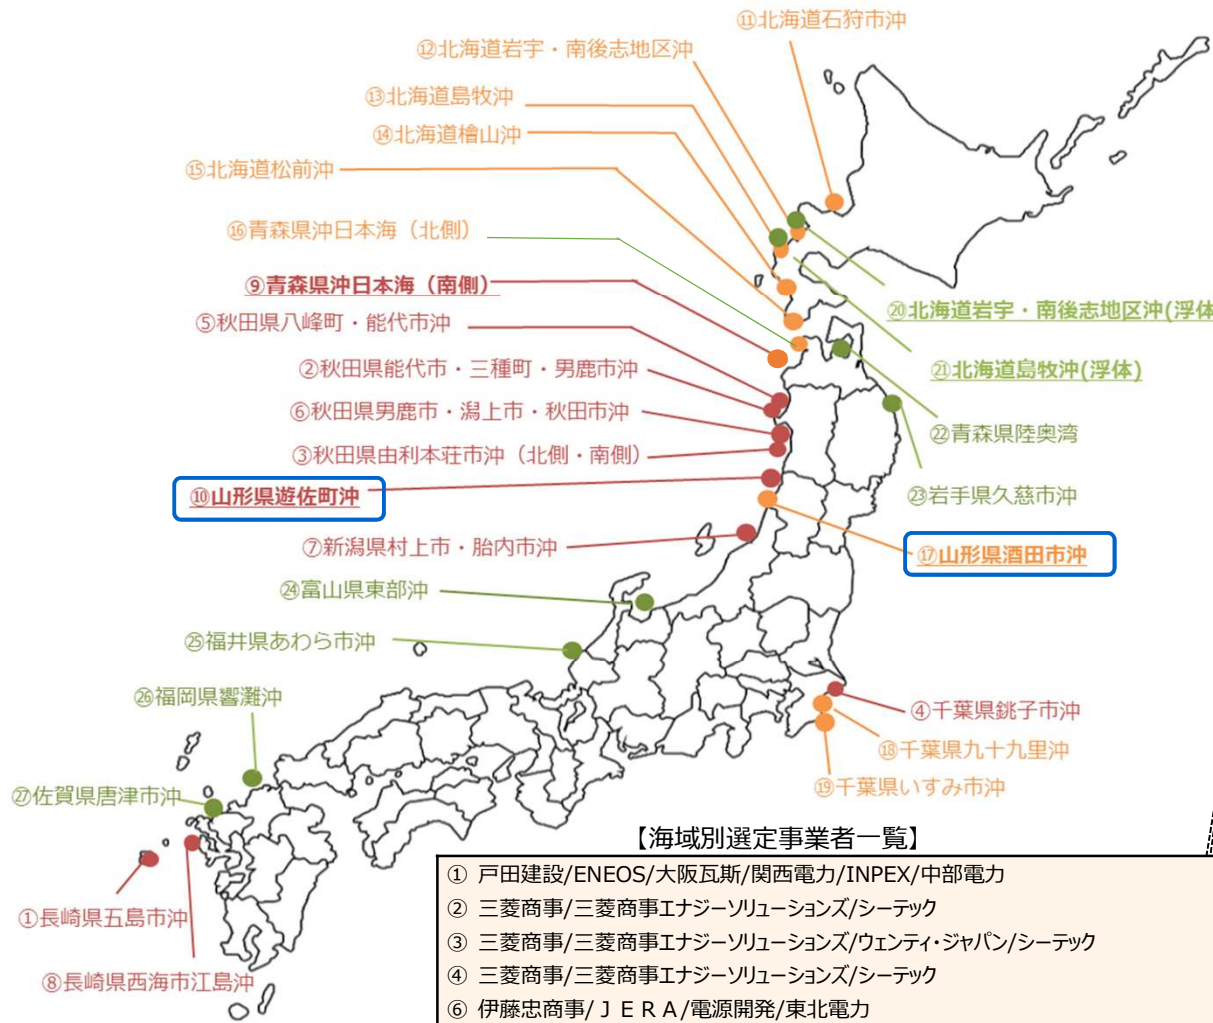 ⑪北海道石狩市沖
⑫北海道岩宇・南後志地区沖
⑬北海道島牧沖
⑭北海道檜山沖
⑮北海道松前沖
⑯青森県沖日本海（北側）
⑨青森県沖日本海（南側）
⑤秋田県八峰町・能代市沖
②秋田県能代市・三種町・男鹿市沖
⑥秋田県男鹿市・潟上市・秋田市沖
③秋田県由利本荘市沖（北側・南側）
⑩山形県遊佐町沖
⑦新潟県村上市・胎内市沖
⑳北海道岩宇・南後志地区沖(浮体
㉑北海道島牧沖(浮体)
㉒青森県陸奥湾
㉓岩手県久慈市沖
⑰山形県酒田市沖
㉔富山県東部沖
㉕福井県あわら市沖
㉖福岡県響灘沖
㉗佐賀県唐津市沖
④千葉県銚子市沖
⑱千葉県九十九里沖
⑲千葉県いすみ市沖
①長崎県五島市沖
⑧長崎県西海市江島沖
【海域別選定事業者一覧】
① 戸田建設/ENEOS/大阪瓦斯/関西電力/INPEX/中部電力
② 三菱商事/三菱商事エナジーソリューションズ/シーテック
③ 三菱商事/三菱商事エナジーソリューションズ/ウェンティ・ジャパン/シーテック
④ 三菱商事/三菱商事エナジーソリューションズ/シーテック
⑥ 伊藤忠商事/ＪＥＲＡ/電源開発/東北電力